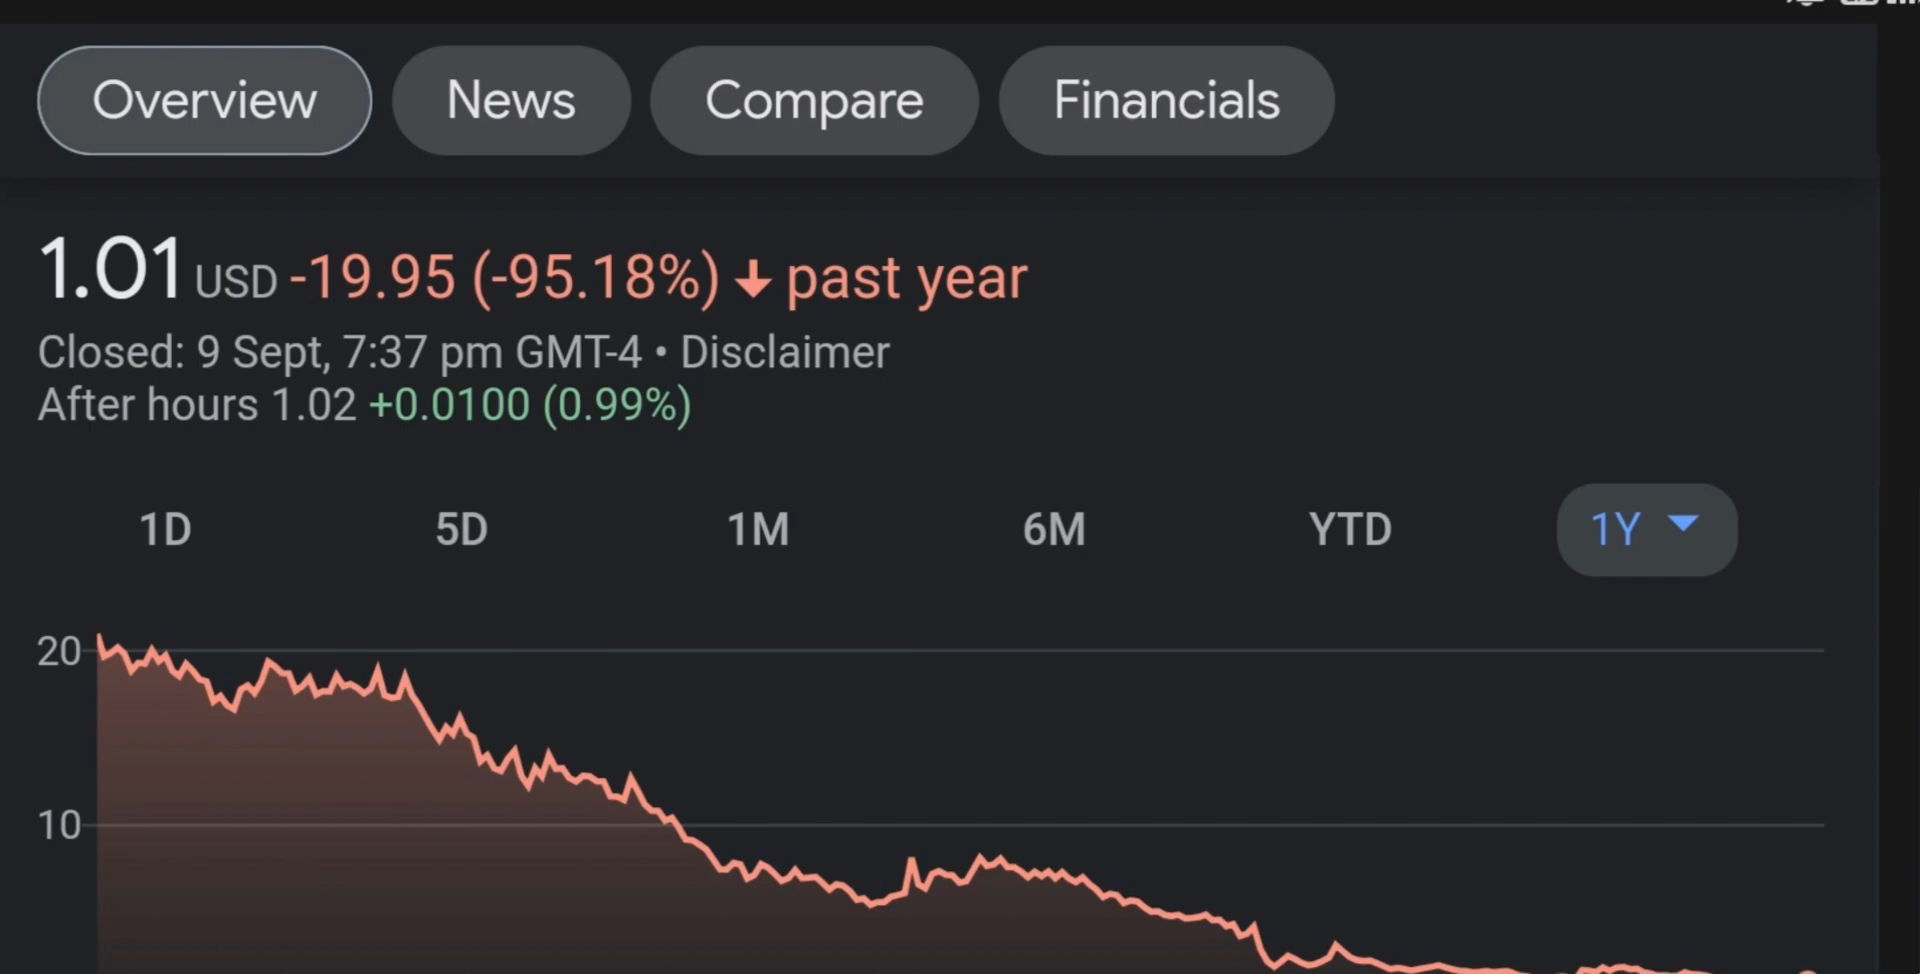 Overview News Compare Financials
1.01 USD -19.95 (-95.18%) ↓ past year
Closed: 9 Sept, 7:37 pm GMT-4 • Disclaimer
After hours 1.02 +0.0100 (0.99%)
1D 5D 1M 6M YTD 1Y
20
10